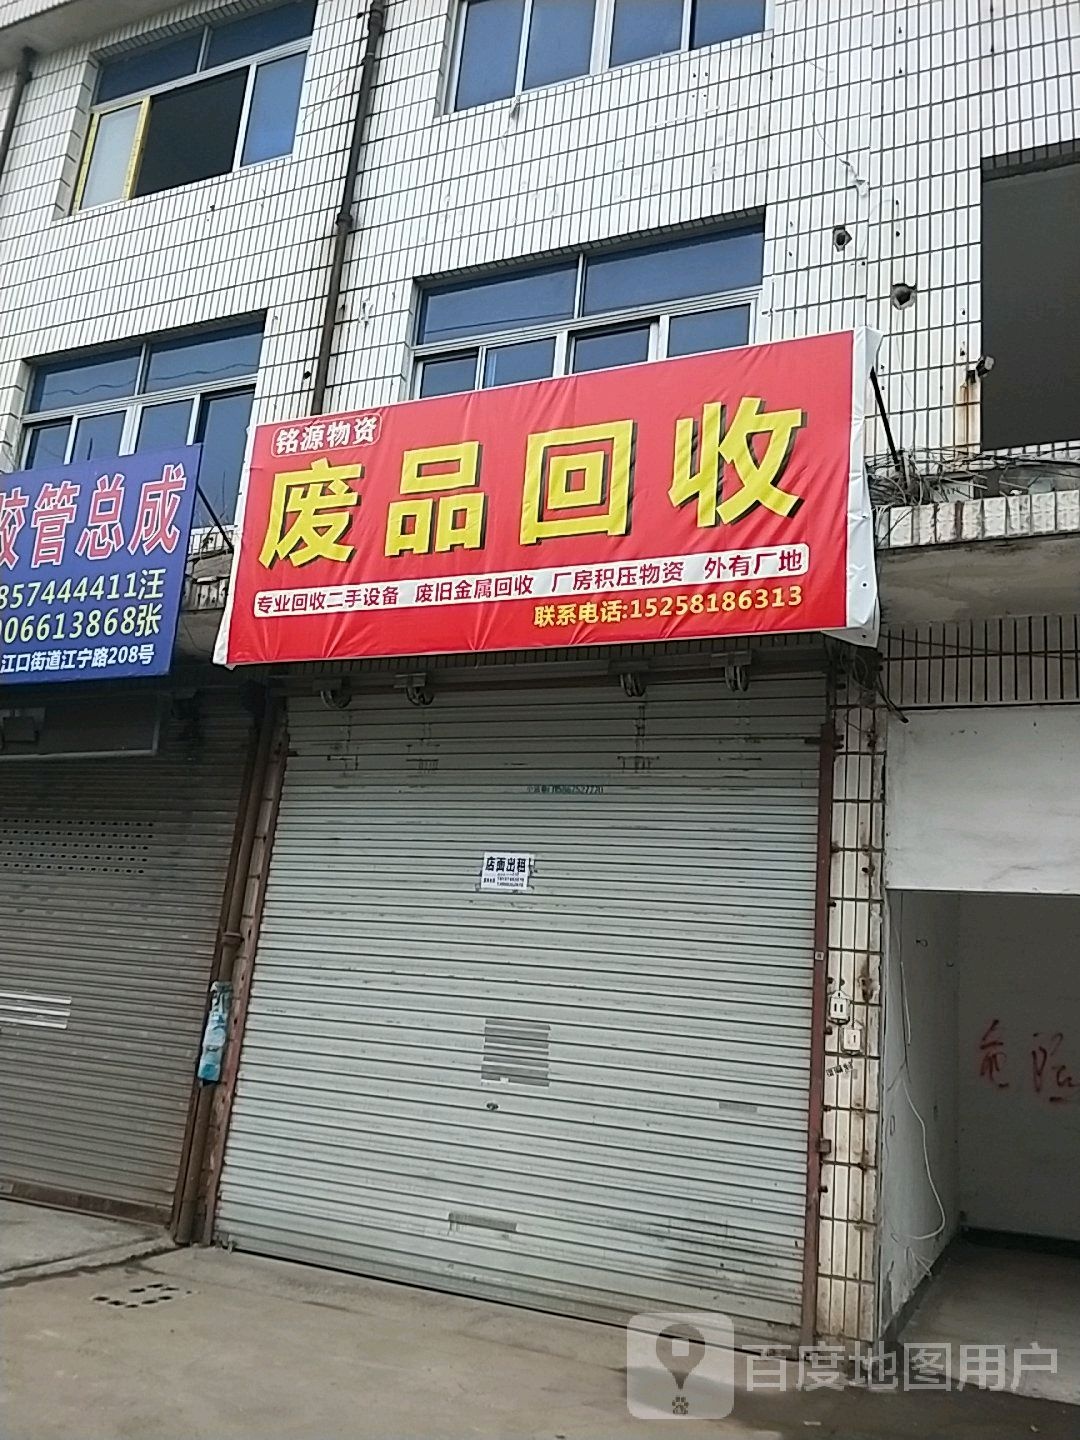 铭源物资
废品回收
专业回收二手设备 废旧金属回收 厂房积压物资 外有厂地
联系电话:15258186313
胶管总成
857444411汪
906613868张
江口街道江宁路208号
店面出租
危险
百度地图用户